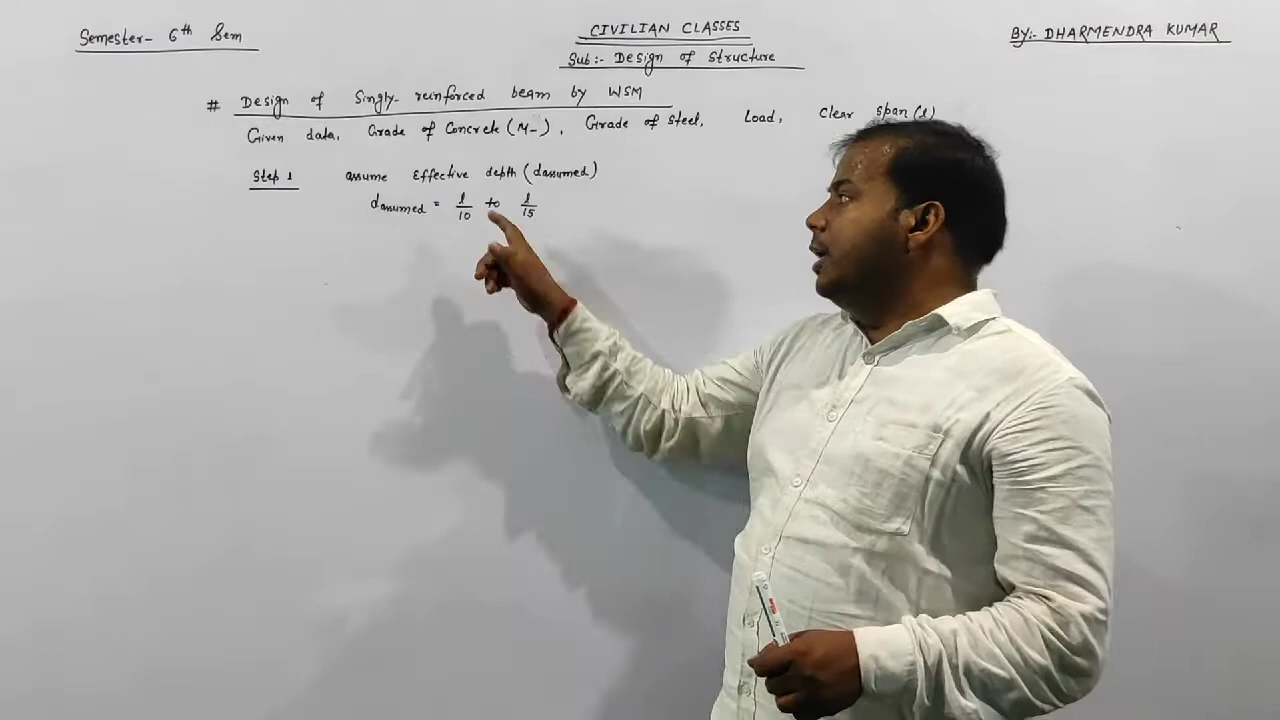 Semester- 6th Sem
CIVILIAN CLASSES
BY:- DHARMENDRA KUMAR
Sub:- Design of structure
# Design of Singly- reinforced beam by WSM
Given data, Grade of Concrete (M-), Grade of steel, Load, Clear span (l)
Step 1 assume Effective depth (dassumed)
dassumed = l/10 to l/15